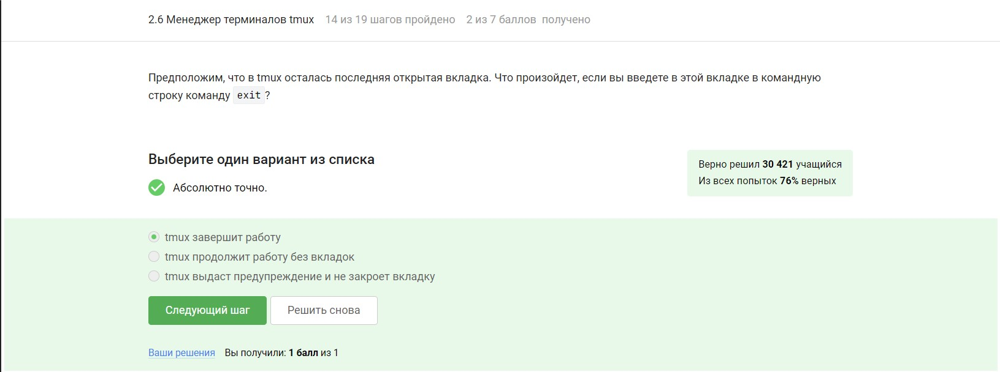 2.6 Менеджер терминалов tmux 14 из 19 шагов пройдено 2 из 7 баллов получено
Предположим, что в tmux осталась последняя открытая вкладка. Что произойдет, если вы введете в этой вкладке в командную
строку команду exit ?
Выберите один вариант из списка
Абсолютно точно.
Верно решил 30 421 учащийся
Из всех попыток 76% верных
tmux завершит работу
tmux продолжит работу без вкладок
tmux выдаст предупреждение и не закроет вкладку
Следующий шаг Решить снова
Ваши решения Вы получили: 1 балл из 1